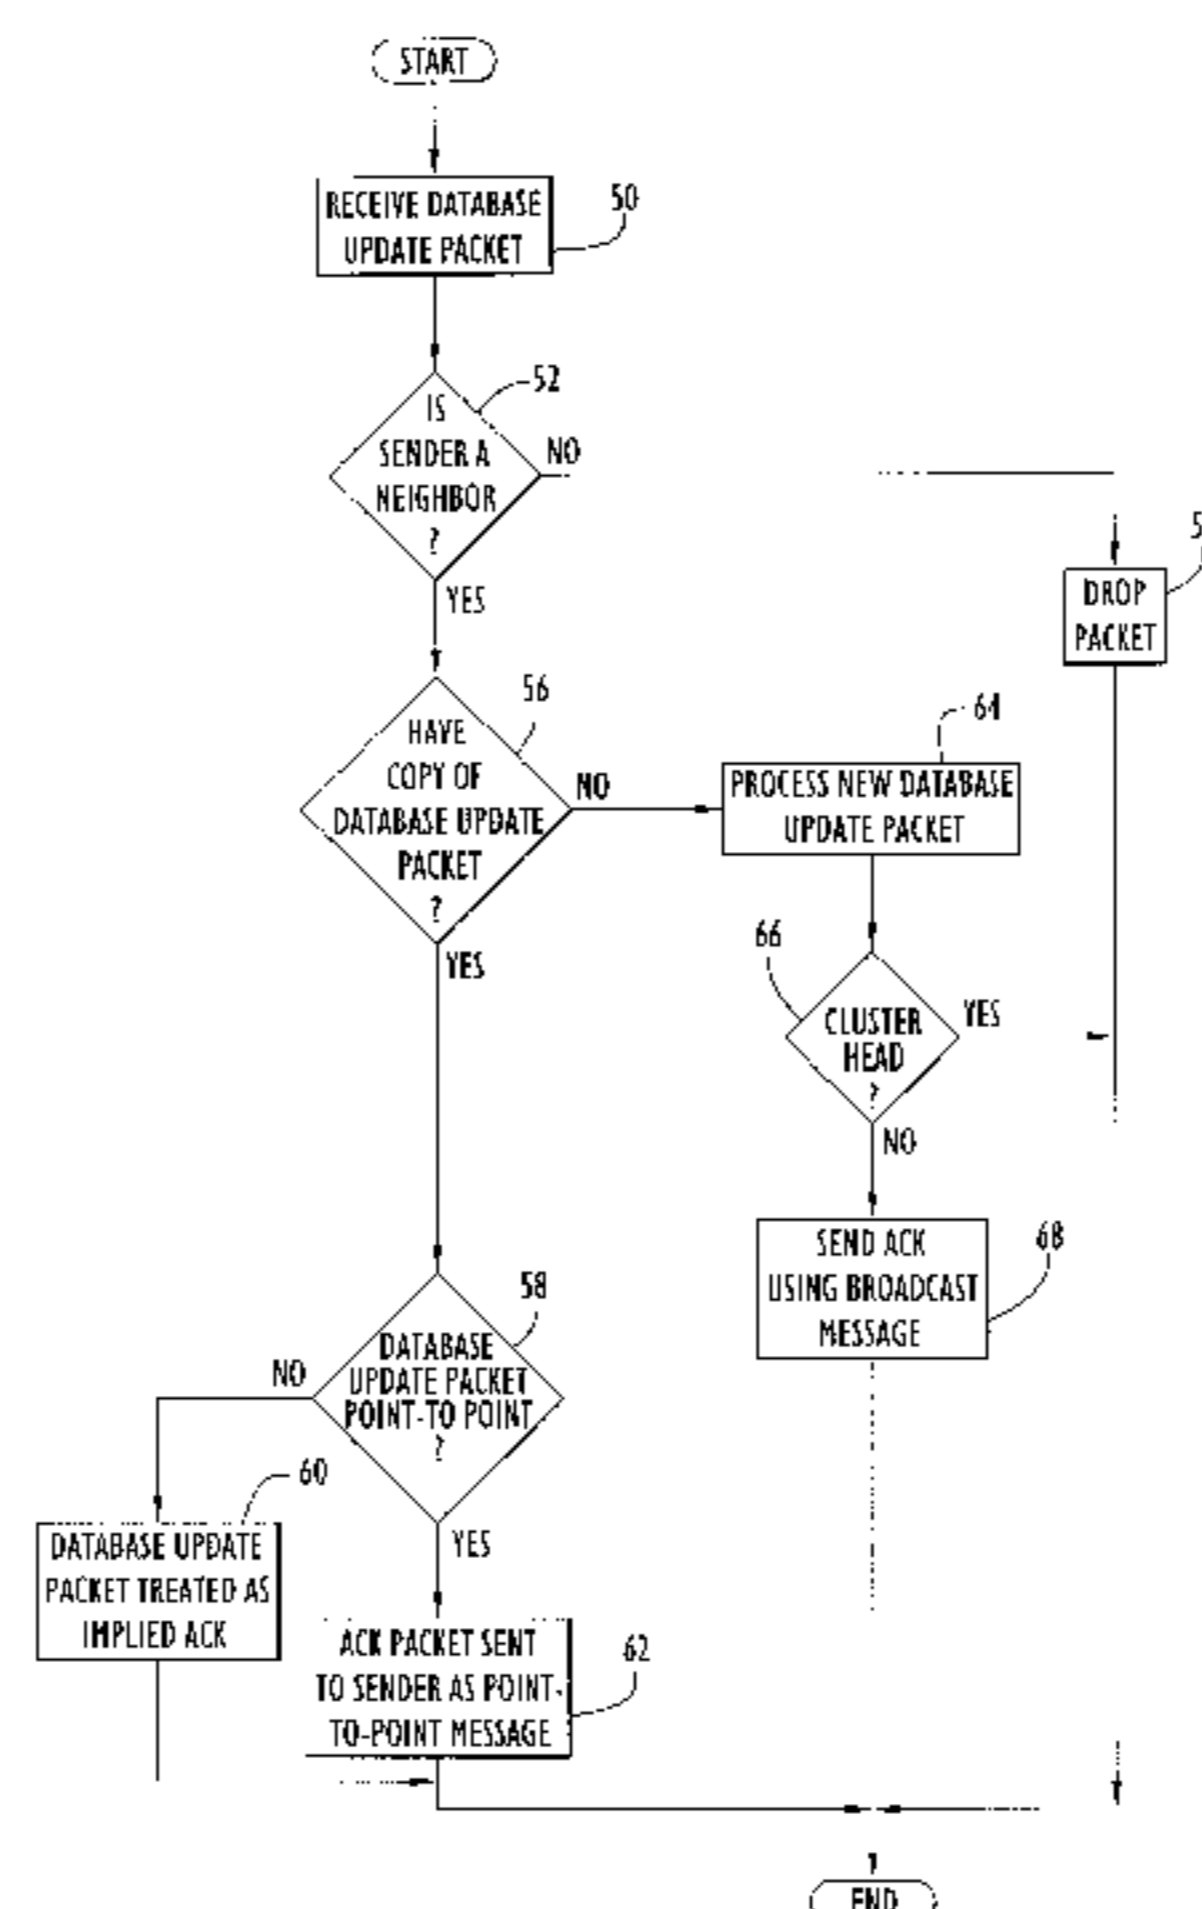 START
RECEIVE DATABASE
UPDATE PACKET
50
IS
SENDER A
NEIGHBOR
?
52
NO
YES
DROP
PACKET
HAVE
COPY OF
DATABASE UPDATE
PACKET
?
56
NO
YES
PROCESS NEW DATABASE
UPDATE PACKET
64
CLUSTER
HEAD
?
66
YES
NO
SEND ACK
USING BROADCAST
MESSAGE
68
DATABASE
UPDATE PACKET
POINT-TO POINT
?
58
NO
YES
DATABASE UPDATE
PACKET TREATED AS
IMPLIED ACK
60
ACK PACKET SENT
TO SENDER AS POINT-
TO-POINT MESSAGE
62
END